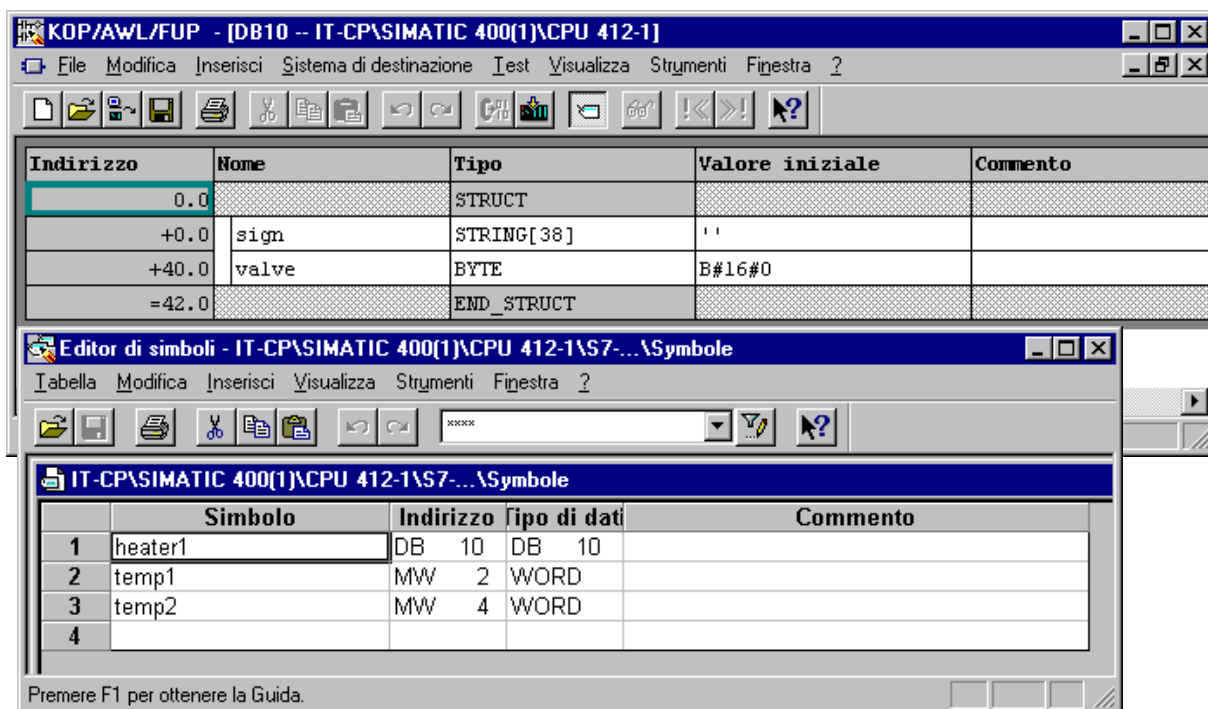 KOP/AWL/FUP - [DB10 -- IT-CP\SIMATIC 400(1)\CPU 412-1]
File Modifica Inserisci Sistema di destinazione Test Visualizza Strumenti Finestra ?
Indirizzo Nome Tipo Valore iniziale Commento
0.0 STRUCT
+0.0 sign STRING[38] ''
+40.0 valve BYTE B#16#0
=42.0 END_STRUCT
Editor di simboli - IT-CP\SIMATIC 400(1)\CPU 412-1\S7-...\Symbole
Tabella Modifica Inserisci Visualizza Strumenti Finestra ?
****
IT-CP\SIMATIC 400(1)\CPU 412-1\S7-...\Symbole
Simbolo Indirizzo Tipo di dati Commento
1 heater1 DB 10 DB 10
2 temp1 MW 2 WORD
3 temp2 MW 4 WORD
4
Premere F1 per ottenere la Guida.